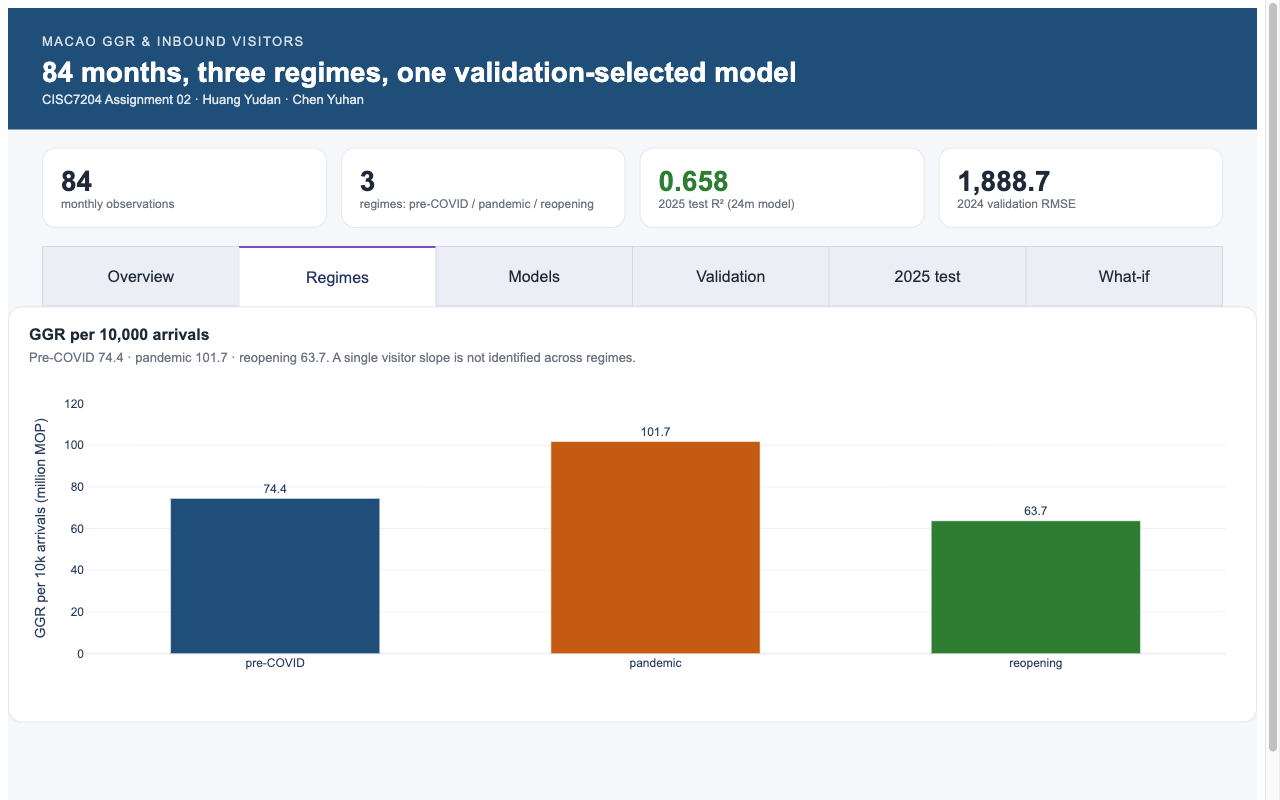 MACAO GGR & INBOUND VISITORS
84 months, three regimes, one validation-selected model
CISC7204 Assignment 02 · Huang Yudan · Chen Yuhan
84
monthly observations
3
regimes: pre-COVID / pandemic / reopening
0.658
2025 test R² (24m model)
1,888.7
2024 validation RMSE
Overview
Regimes
Models
Validation
2025 test
What-if
GGR per 10,000 arrivals
Pre-COVID 74.4 · pandemic 101.7 · reopening 63.7. A single visitor slope is not identified across regimes.
GGR per 10k arrivals (million MOP)
120
100
80
60
40
20
0
74.4
101.7
63.7
pre-COVID
pandemic
reopening